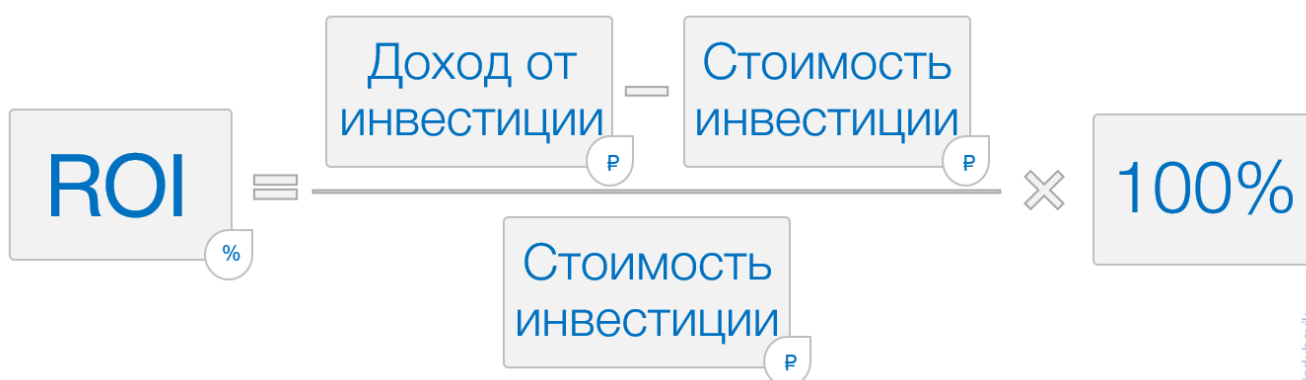 Доход от
инвестиции
₽
—
Стоимость
инвестиции
₽
ROI
%
=
×
100%
Стоимость
инвестиции
₽